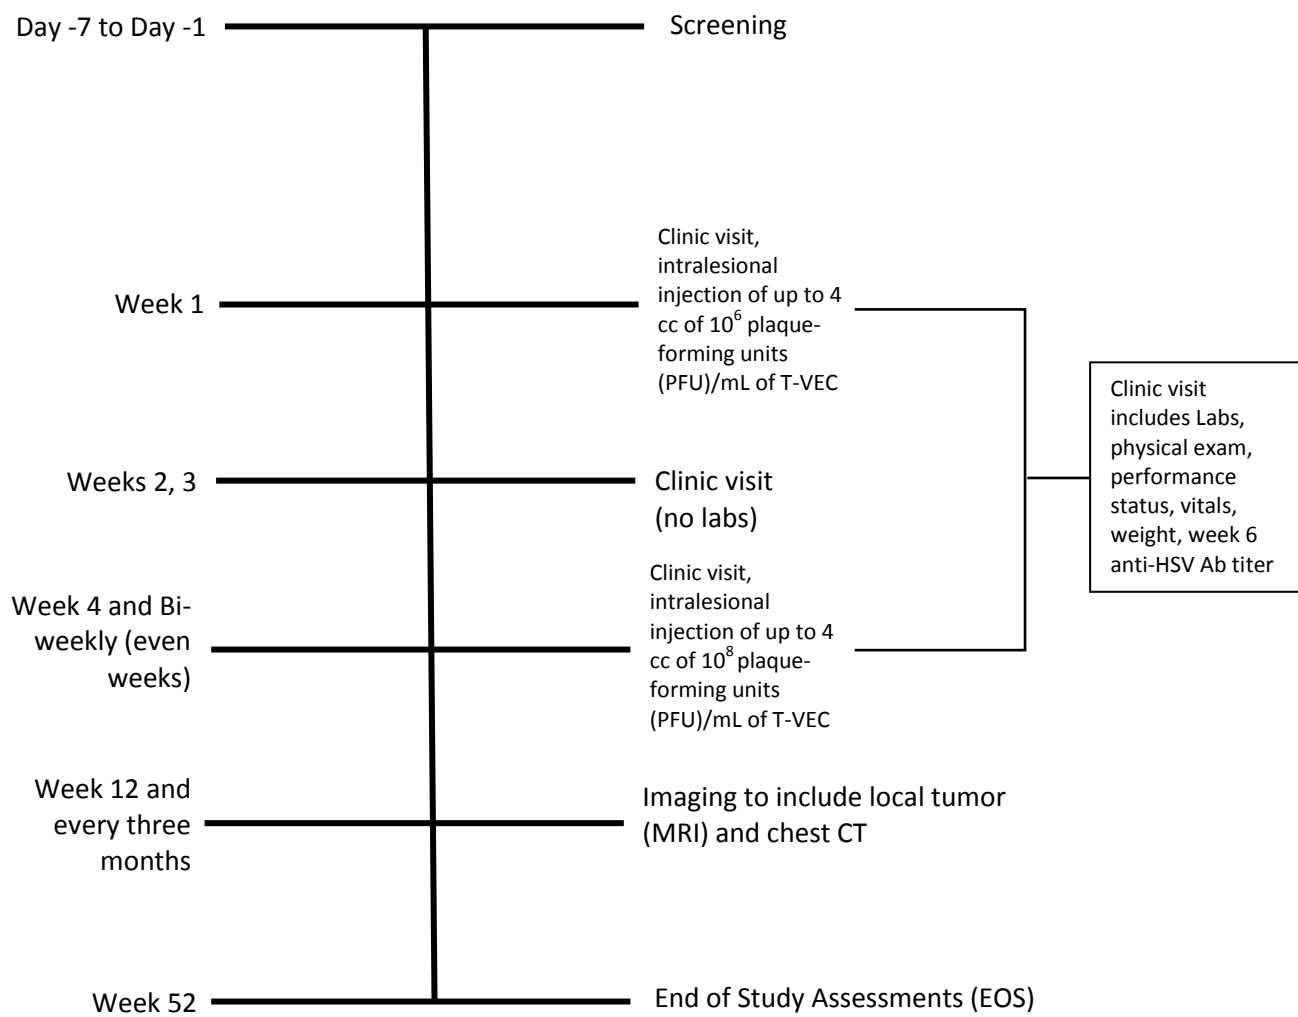 Day -7 to Day -1
Screening
Week 1
Clinic visit,
intralesional
injection of up to 4
cc of 10⁶ plaque-
forming units
(PFU)/mL of T-VEC
Clinic visit
includes Labs,
physical exam,
performance
status, vitals,
weight, week 6
anti-HSV Ab titer
Weeks 2, 3
Clinic visit
(no labs)
Week 4 and Bi-
weekly (even
weeks)
Clinic visit,
intralesional
injection of up to 4
cc of 10⁸ plaque-
forming units
(PFU)/mL of T-VEC
Week 12 and
every three
months
Imaging to include local tumor
(MRI) and chest CT
Week 52
End of Study Assessments (EOS)